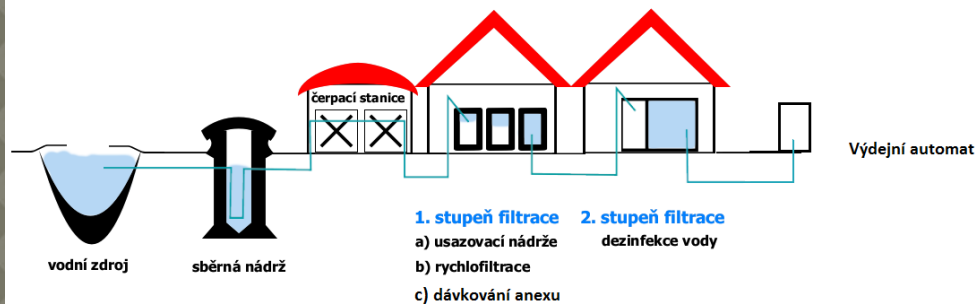 čerpací stanice
Výdejní automat
1. stupeň filtrace
2. stupeň filtrace
a) usazovací nádrže
dezinfekce vody
vodní zdroj
sběrná nádrž
b) rychlofiltrace
c) dávkování anexu